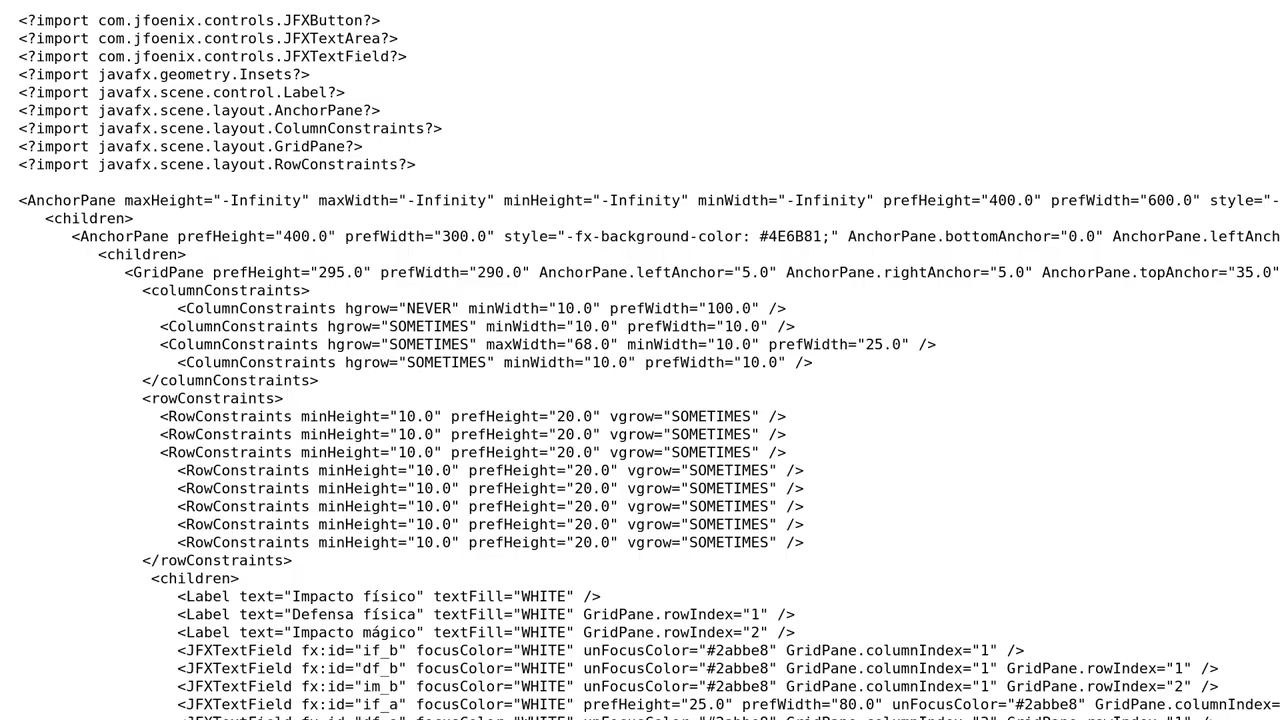 <?import com.jfoenix.controls.JFXButton?>
<?import com.jfoenix.controls.JFXTextArea?>
<?import com.jfoenix.controls.JFXTextField?>
<?import javafx.geometry.Insets?>
<?import javafx.scene.control.Label?>
<?import javafx.scene.layout.AnchorPane?>
<?import javafx.scene.layout.ColumnConstraints?>
<?import javafx.scene.layout.GridPane?>
<?import javafx.scene.layout.RowConstraints?>
<AnchorPane maxHeight="-Infinity" maxWidth="-Infinity" minHeight="-Infinity" minWidth="-Infinity" prefHeight="400.0" prefWidth="600.0" style="-
<children>
<AnchorPane prefHeight="400.0" prefWidth="300.0" style="-fx-background-color: #4E6B81;" AnchorPane.bottomAnchor="0.0" AnchorPane.leftAnch
<children>
<GridPane prefHeight="295.0" prefWidth="290.0" AnchorPane.leftAnchor="5.0" AnchorPane.rightAnchor="5.0" AnchorPane.topAnchor="35.0"
<columnConstraints>
<ColumnConstraints hgrow="NEVER" minWidth="10.0" prefWidth="100.0" />
<ColumnConstraints hgrow="SOMETIMES" minWidth="10.0" prefWidth="10.0" />
<ColumnConstraints hgrow="SOMETIMES" maxWidth="68.0" minWidth="10.0" prefWidth="25.0" />
<ColumnConstraints hgrow="SOMETIMES" minWidth="10.0" prefWidth="10.0" />
</columnConstraints>
<rowConstraints>
<RowConstraints minHeight="10.0" prefHeight="20.0" vgrow="SOMETIMES" />
<RowConstraints minHeight="10.0" prefHeight="20.0" vgrow="SOMETIMES" />
<RowConstraints minHeight="10.0" prefHeight="20.0" vgrow="SOMETIMES" />
<RowConstraints minHeight="10.0" prefHeight="20.0" vgrow="SOMETIMES" />
<RowConstraints minHeight="10.0" prefHeight="20.0" vgrow="SOMETIMES" />
<RowConstraints minHeight="10.0" prefHeight="20.0" vgrow="SOMETIMES" />
<RowConstraints minHeight="10.0" prefHeight="20.0" vgrow="SOMETIMES" />
<RowConstraints minHeight="10.0" prefHeight="20.0" vgrow="SOMETIMES" />
</rowConstraints>
<children>
<Label text="Impacto físico" textFill="WHITE" />
<Label text="Defensa física" textFill="WHITE" GridPane.rowIndex="1" />
<Label text="Impacto mágico" textFill="WHITE" GridPane.rowIndex="2" />
<JFXTextField fx:id="if_b" focusColor="WHITE" unFocusColor="#2abbe8" GridPane.columnIndex="1" />
<JFXTextField fx:id="df_b" focusColor="WHITE" unFocusColor="#2abbe8" GridPane.columnIndex="1" GridPane.rowIndex="1" />
<JFXTextField fx:id="im_b" focusColor="WHITE" unFocusColor="#2abbe8" GridPane.columnIndex="1" GridPane.rowIndex="2" />
<JFXTextField fx:id="if_a" focusColor="WHITE" prefHeight="25.0" prefWidth="80.0" unFocusColor="#2abbe8" GridPane.columnIndex=